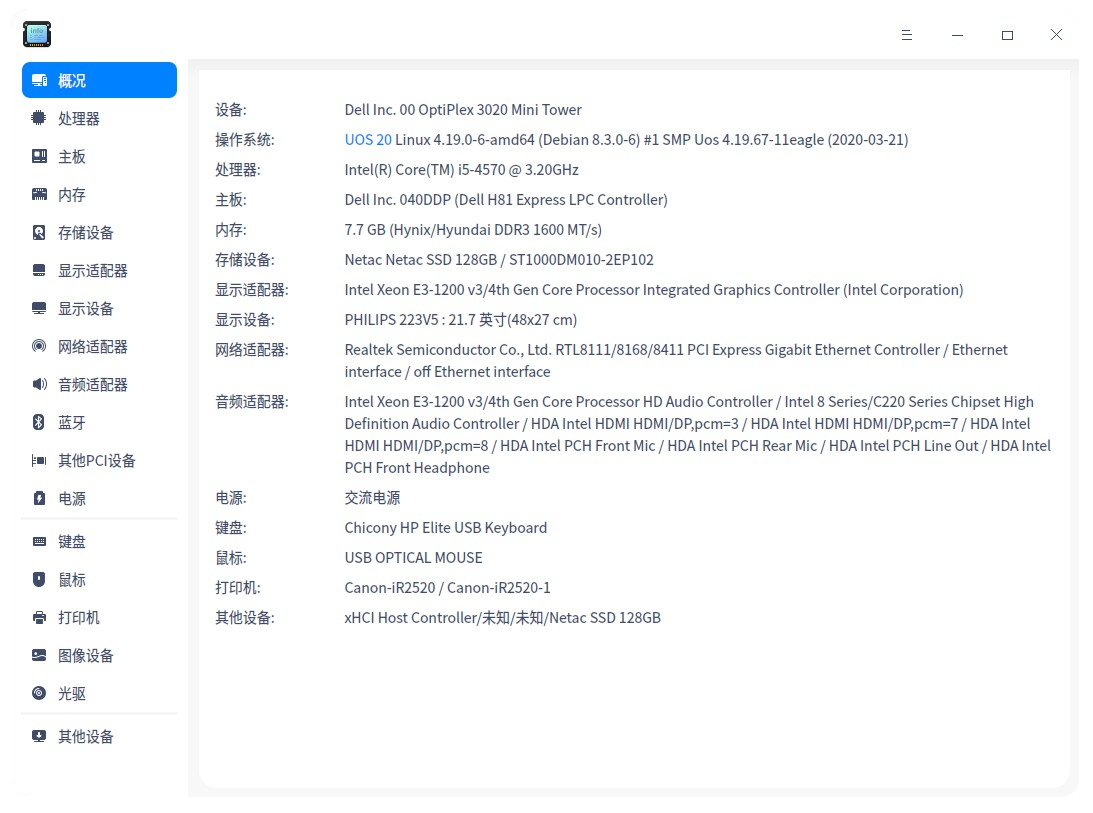 info
概况
处理器
主板
内存
存储设备
显示适配器
显示设备
网络适配器
音频适配器
蓝牙
其他PCI设备
电源
键盘
鼠标
打印机
图像设备
光驱
其他设备
设备: Dell Inc. 00 OptiPlex 3020 Mini Tower
操作系统: UOS 20 Linux 4.19.0-6-amd64 (Debian 8.3.0-6) #1 SMP Uos 4.19.67-11eagle (2020-03-21)
处理器: Intel(R) Core(TM) i5-4570 @ 3.20GHz
主板: Dell Inc. 040DDP (Dell H81 Express LPC Controller)
内存: 7.7 GB (Hynix/Hyundai DDR3 1600 MT/s)
存储设备: Netac Netac SSD 128GB / ST1000DM010-2EP102
显示适配器: Intel Xeon E3-1200 v3/4th Gen Core Processor Integrated Graphics Controller (Intel Corporation)
显示设备: PHILIPS 223V5 : 21.7 英寸(48x27 cm)
网络适配器: Realtek Semiconductor Co., Ltd. RTL8111/8168/8411 PCI Express Gigabit Ethernet Controller / Ethernet
interface / off Ethernet interface
音频适配器: Intel Xeon E3-1200 v3/4th Gen Core Processor HD Audio Controller / Intel 8 Series/C220 Series Chipset High
Definition Audio Controller / HDA Intel HDMI HDMI/DP,pcm=3 / HDA Intel HDMI HDMI/DP,pcm=7 / HDA Intel
HDMI HDMI/DP,pcm=8 / HDA Intel PCH Front Mic / HDA Intel PCH Rear Mic / HDA Intel PCH Line Out / HDA Intel
PCH Front Headphone
电源: 交流电源
键盘: Chicony HP Elite USB Keyboard
鼠标: USB OPTICAL MOUSE
打印机: Canon-iR2520 / Canon-iR2520-1
其他设备: xHCI Host Controller/未知/未知/Netac SSD 128GB